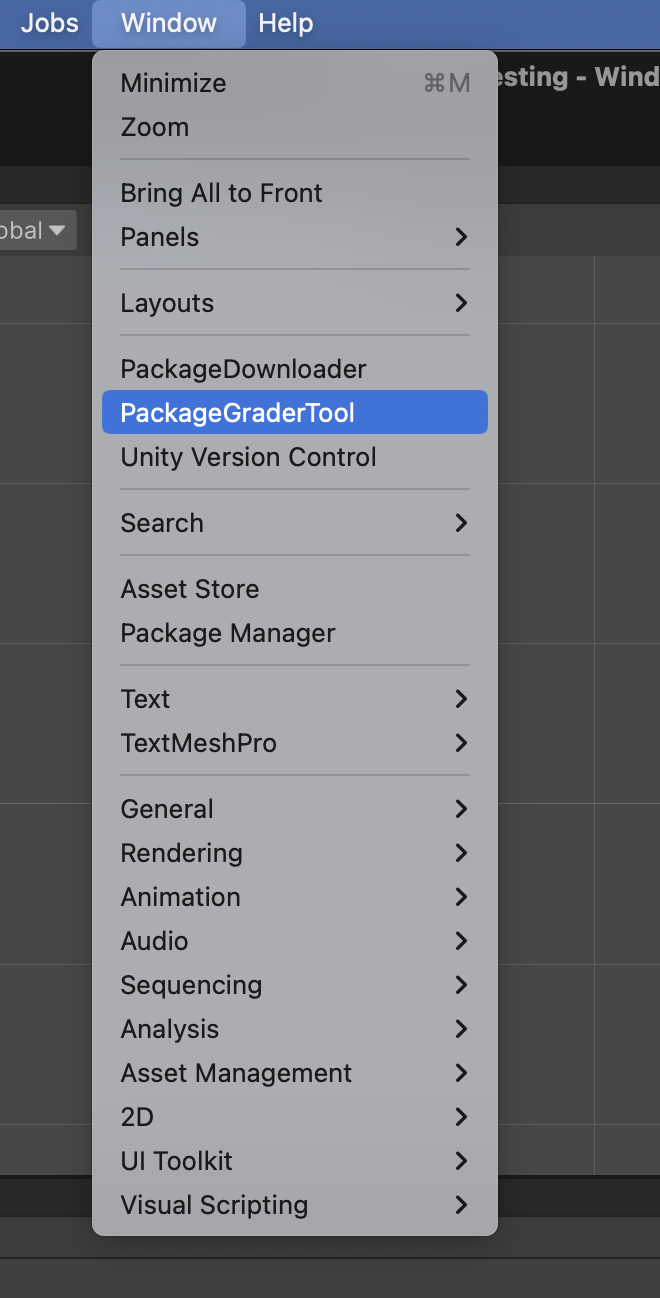 Jobs Window Help
esting - Wind
Minimize ⌘M
Zoom
Bring All to Front
obal
Panels
Layouts
PackageDownloader
PackageGraderTool
Unity Version Control
Search
Asset Store
Package Manager
Text
TextMeshPro
General
Rendering
Animation
Audio
Sequencing
Analysis
Asset Management
2D
UI Toolkit
Visual Scripting